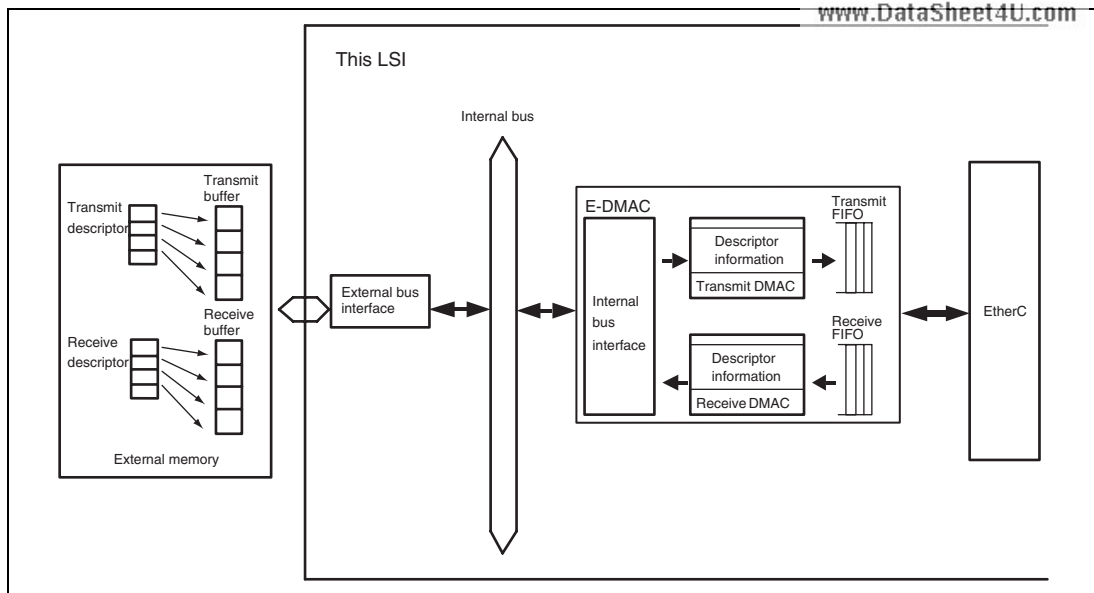 www.DataSheet4U.com
This LSI
Internal bus
Transmit
buffer
Transmit
descriptor
Receive
buffer
Receive
descriptor
External memory
External bus
interface
E-DMAC
Internal
bus
interface
Descriptor
information
Transmit DMAC
Transmit
FIFO
Descriptor
information
Receive DMAC
Receive
FIFO
EtherC